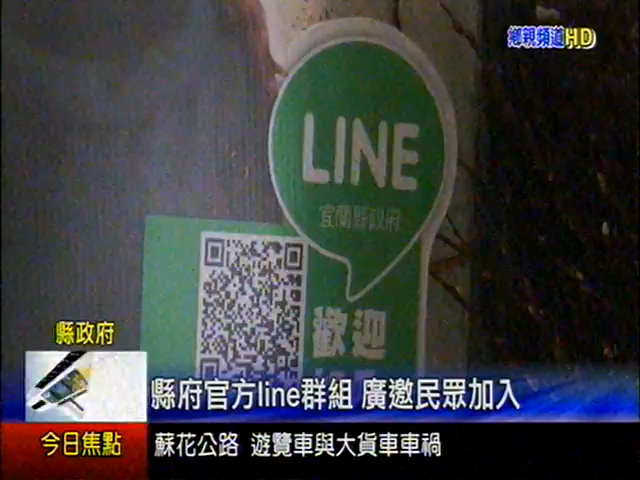 鄉親頻道HD
LINE
宜蘭縣政府
歡迎
縣政府
縣府官方line群組 廣邀民眾加入
今日焦點
蘇花公路 遊覽車與大貨車車禍